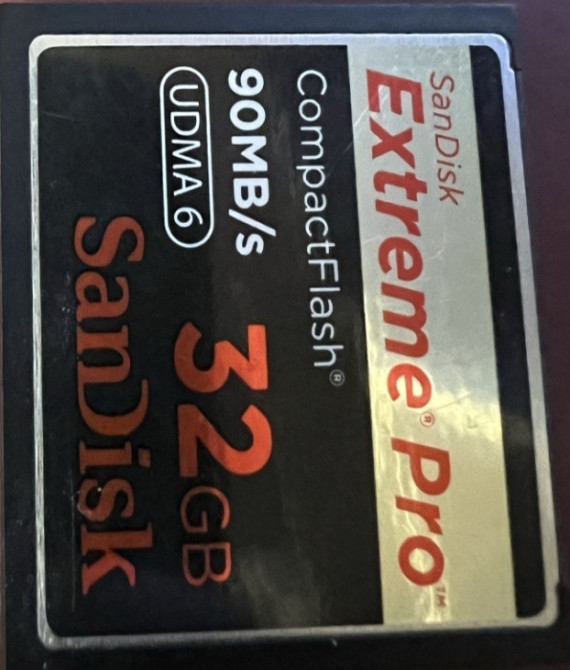 SanDisk
Extreme® Pro™
CompactFlash®
90MB/s
UDMA 6
32GB
SanDisk